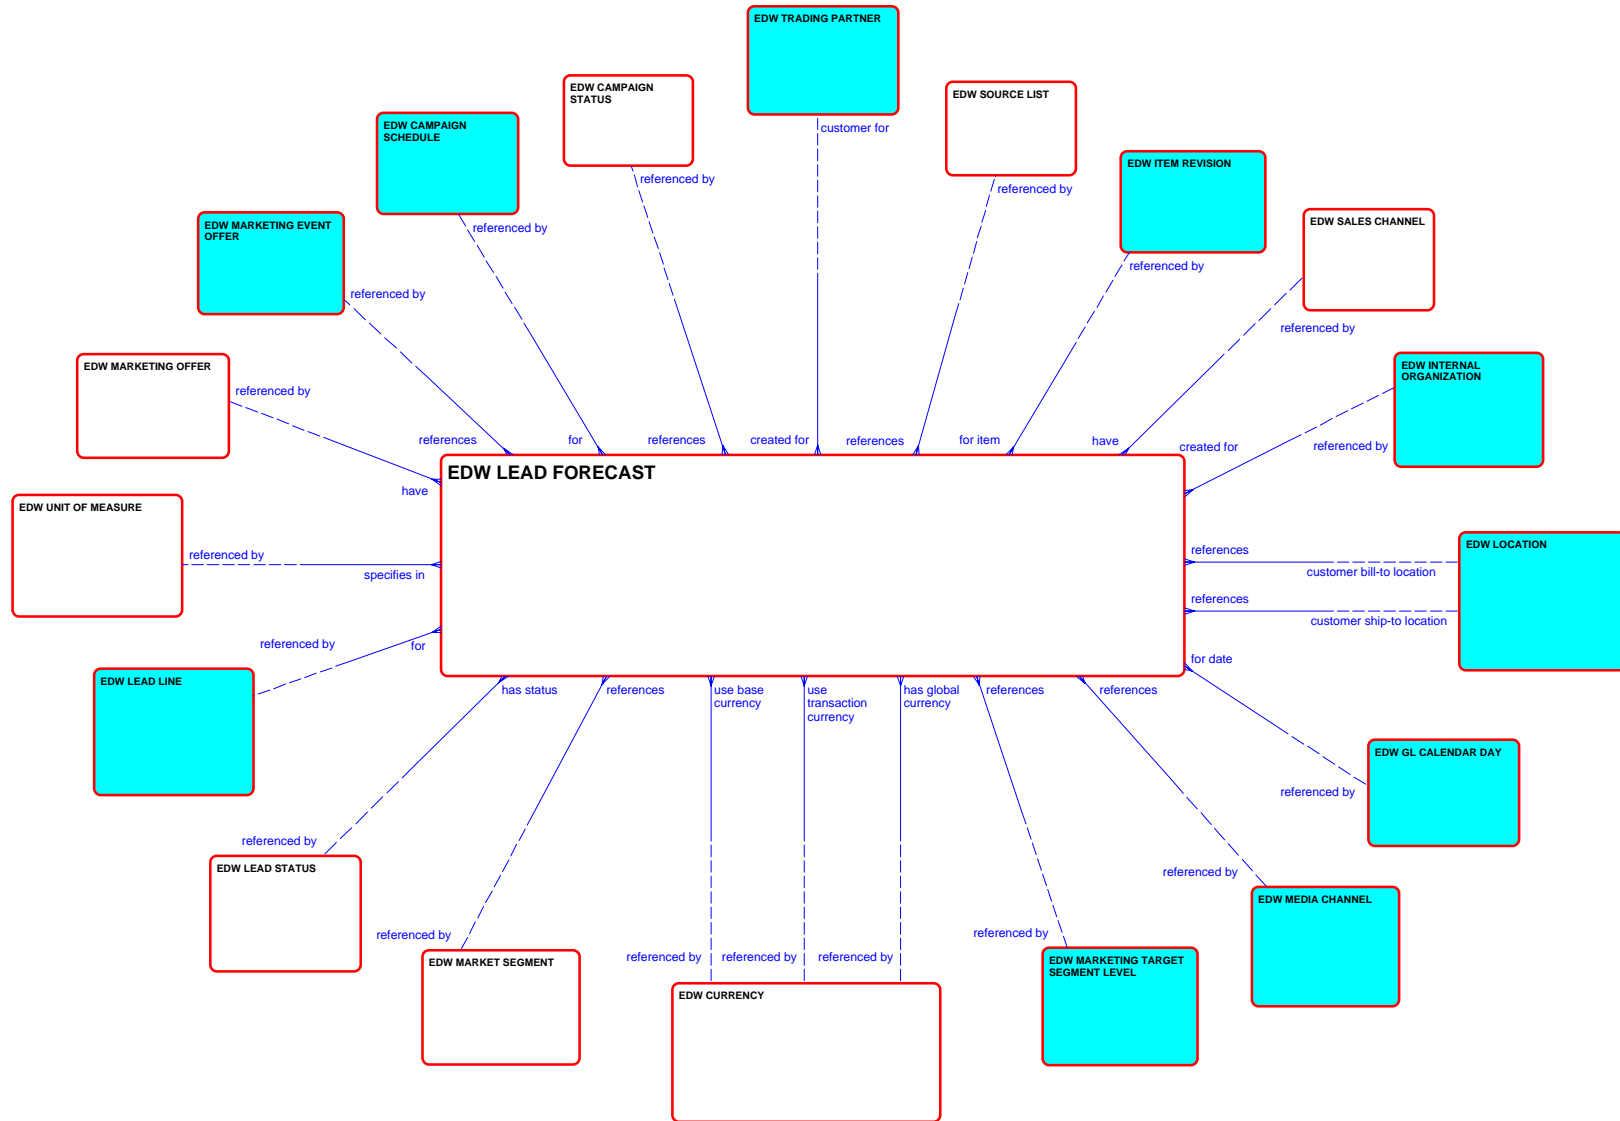 EDW TRADING PARTNER
customer for
EDW CAMPAIGN
STATUS
referenced by
EDW SOURCE LIST
referenced by
EDW CAMPAIGN
SCHEDULE
referenced by
EDW ITEM REVISION
referenced by
EDW MARKETING EVENT
OFFER
referenced by
EDW SALES CHANNEL
referenced by
EDW MARKETING OFFER
referenced by
EDW INTERNAL
ORGANIZATION
referenced by
references
for
references
created for
references
for item
have
created for
EDW LEAD FORECAST
have
EDW UNIT OF MEASURE
referenced by
specifies in
EDW LOCATION
references
customer bill-to location
references
customer ship-to location
referenced by
for
EDW LEAD LINE
for date
has status
references
use base
currency
use
transaction
currency
has global
currency
references
references
EDW GL CALENDAR DAY
referenced by
referenced by
EDW LEAD STATUS
referenced by
EDW MEDIA CHANNEL
referenced by
EDW MARKET SEGMENT
referenced by
referenced by
referenced by
EDW CURRENCY
referenced by
EDW MARKETING TARGET
SEGMENT LEVEL